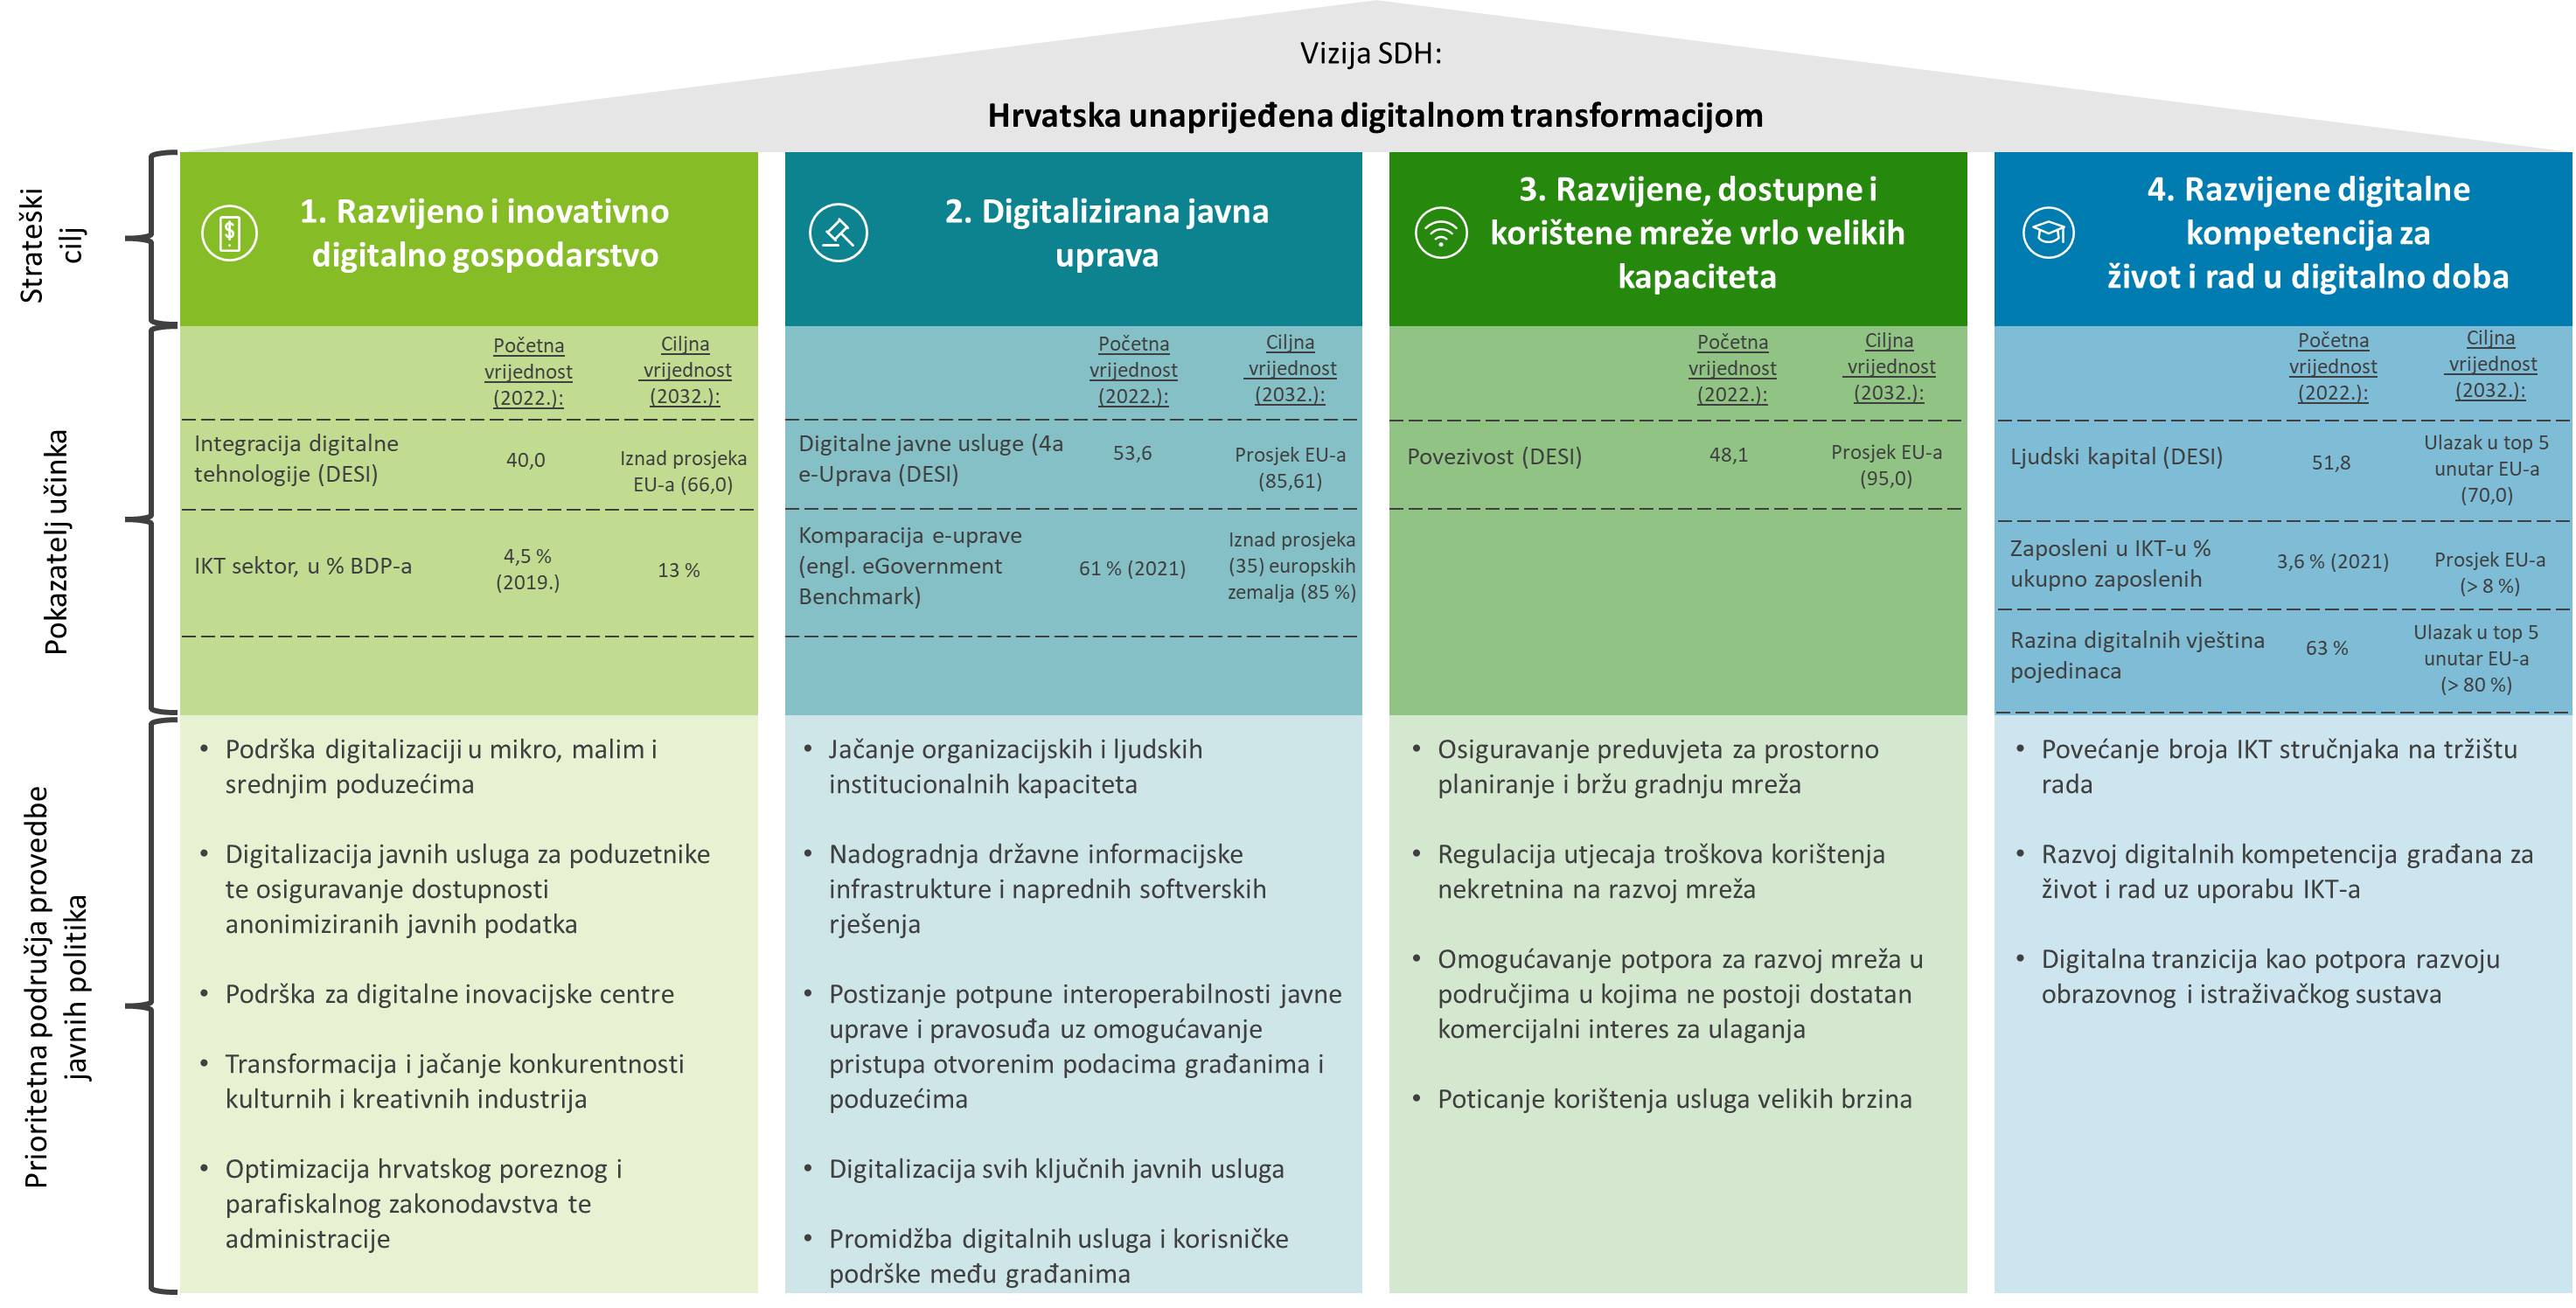 Vizija SDH:
Hrvatska unaprijeđena digitalnom transformacijom
Strateški
cilj
1. Razvijeno i inovativno
digitalno gospodarstvo
2. Digitalizirana javna
uprava
3. Razvijene, dostupne i
korištene mreže vrlo velikih
kapaciteta
4. Razvijene digitalne
kompetencija za
život i rad u digitalno doba
Pokazatelj učinka
Početna
vrijednost
(2022.):
Ciljna
vrijednost
(2032.):
Integracija digitalne
tehnologije (DESI)
40,0
Iznad prosjeka
EU-a (66,0)
IKT sektor, u % BDP-a
4,5 %
(2019.)
13 %
Početna
vrijednost
(2022.):
Ciljna
vrijednost
(2032.):
Digitalne javne usluge (4a
e-Uprava (DESI)
53,6
Prosjek EU-a
(85,61)
Komparacija e-uprave
(engl. eGovernment
Benchmark)
61 % (2021)
Iznad prosjeka
(35) europskih
zemalja (85 %)
Početna
vrijednost
(2022.):
Ciljna
vrijednost
(2032.):
Povezivost (DESI)
48,1
Prosjek EU-a
(95,0)
Početna
vrijednost
(2022.):
Ciljna
vrijednost
(2032.):
Ljudski kapital (DESI)
51,8
Ulazak u top 5
unutar EU-a
(70,0)
Zaposleni u IKT-u %
ukupno zaposlenih
3,6 % (2021)
Prosjek EU-a
(> 8 %)
Razina digitalnih vještina
pojedinaca
63 %
Ulazak u top 5
unutar EU-a
(> 80 %)
Prioritetna područja provedbe
javnih politika
• Podrška digitalizaciji u mikro, malim i
srednjim poduzećima
• Digitalizacija javnih usluga za poduzetnike
te osiguravanje dostupnosti
anonimiziranih javnih podatka
• Podrška za digitalne inovacijske centre
• Transformacija i jačanje konkurentnosti
kulturnih i kreativnih industrija
• Optimizacija hrvatskog poreznog i
parafiskalnog zakonodavstva te
administracije
• Jačanje organizacijskih i ljudskih
institucionalnih kapaciteta
• Nadogradnja državne informacijske
infrastrukture i naprednih softverskih
rješenja
• Postizanje potpune interoperabilnosti javne
uprave i pravosuđa uz omogućavanje
pristupa otvorenim podacima građanima i
poduzećima
• Digitalizacija svih ključnih javnih usluga
• Promidžba digitalnih usluga i korisničke
podrške među građanima
• Osiguravanje preduvjeta za prostorno
planiranje i bržu gradnju mreža
• Regulacija utjecaja troškova korištenja
nekretnina na razvoj mreža
• Omogućavanje potpora za razvoj mreža u
područjima u kojima ne postoji dostatan
komercijalni interes za ulaganja
• Poticanje korištenja usluga velikih brzina
• Povećanje broja IKT stručnjaka na tržištu
rada
• Razvoj digitalnih kompetencija građana za
život i rad uz uporabu IKT-a
• Digitalna tranzicija kao potpora razvoju
obrazovnog i istraživačkog sustava